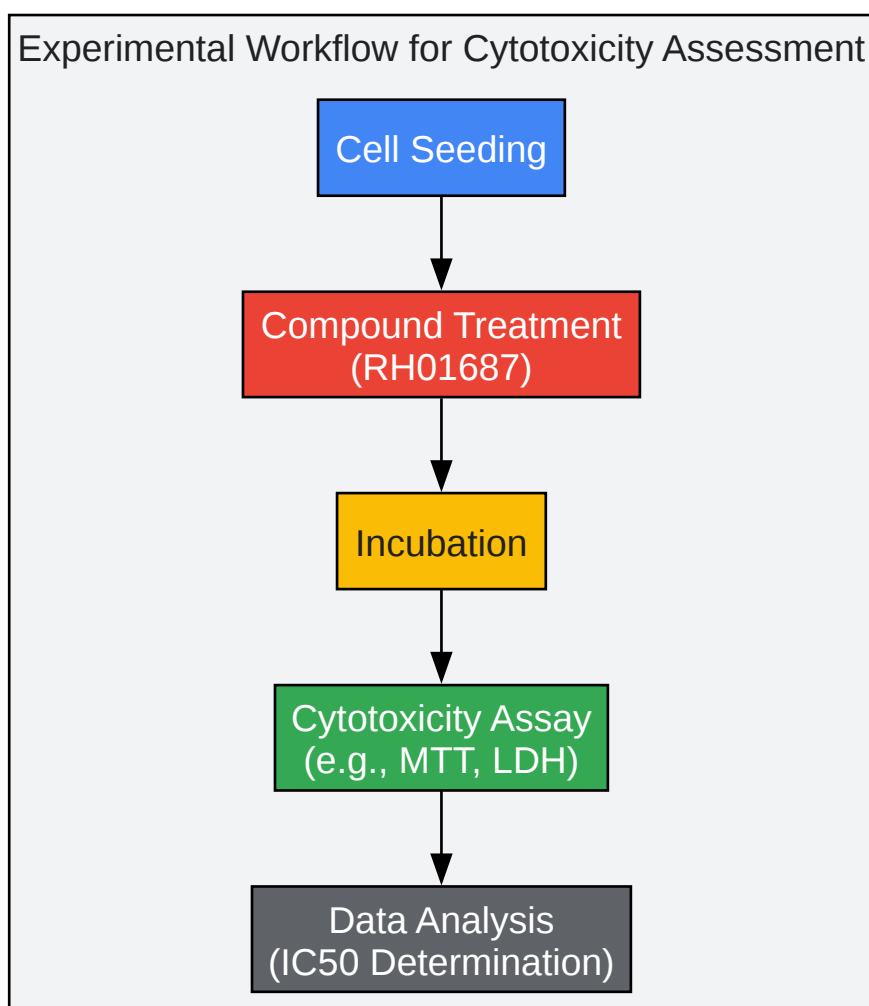 Experimental Workflow for Cytotoxicity Assessment
Cell Seeding
Compound Treatment
(RH01687)
Incubation
Cytotoxicity Assay
(e.g., MTT, LDH)
Data Analysis
(IC50 Determination)